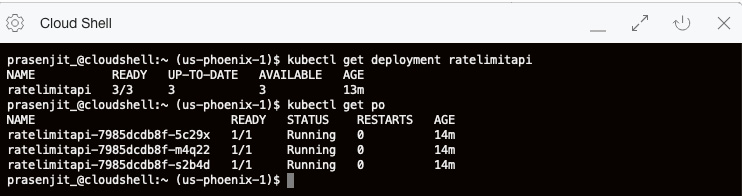 Cloud Shell
prasenjit_@cloudshell:~ (us-phoenix-1)$ kubectl get deployment ratelimitapi
NAME READY UP-TO-DATE AVAILABLE AGE
ratelimitapi 3/3 3 3 13m
prasenjit_@cloudshell:~ (us-phoenix-1)$ kubectl get po
NAME READY STATUS RESTARTS AGE
ratelimitapi-7985dcdb8f-5c29x 1/1 Running 0 14m
ratelimitapi-7985dcdb8f-m4q22 1/1 Running 0 14m
ratelimitapi-7985dcdb8f-s2b4d 1/1 Running 0 14m
prasenjit_@cloudshell:~ (us-phoenix-1)$